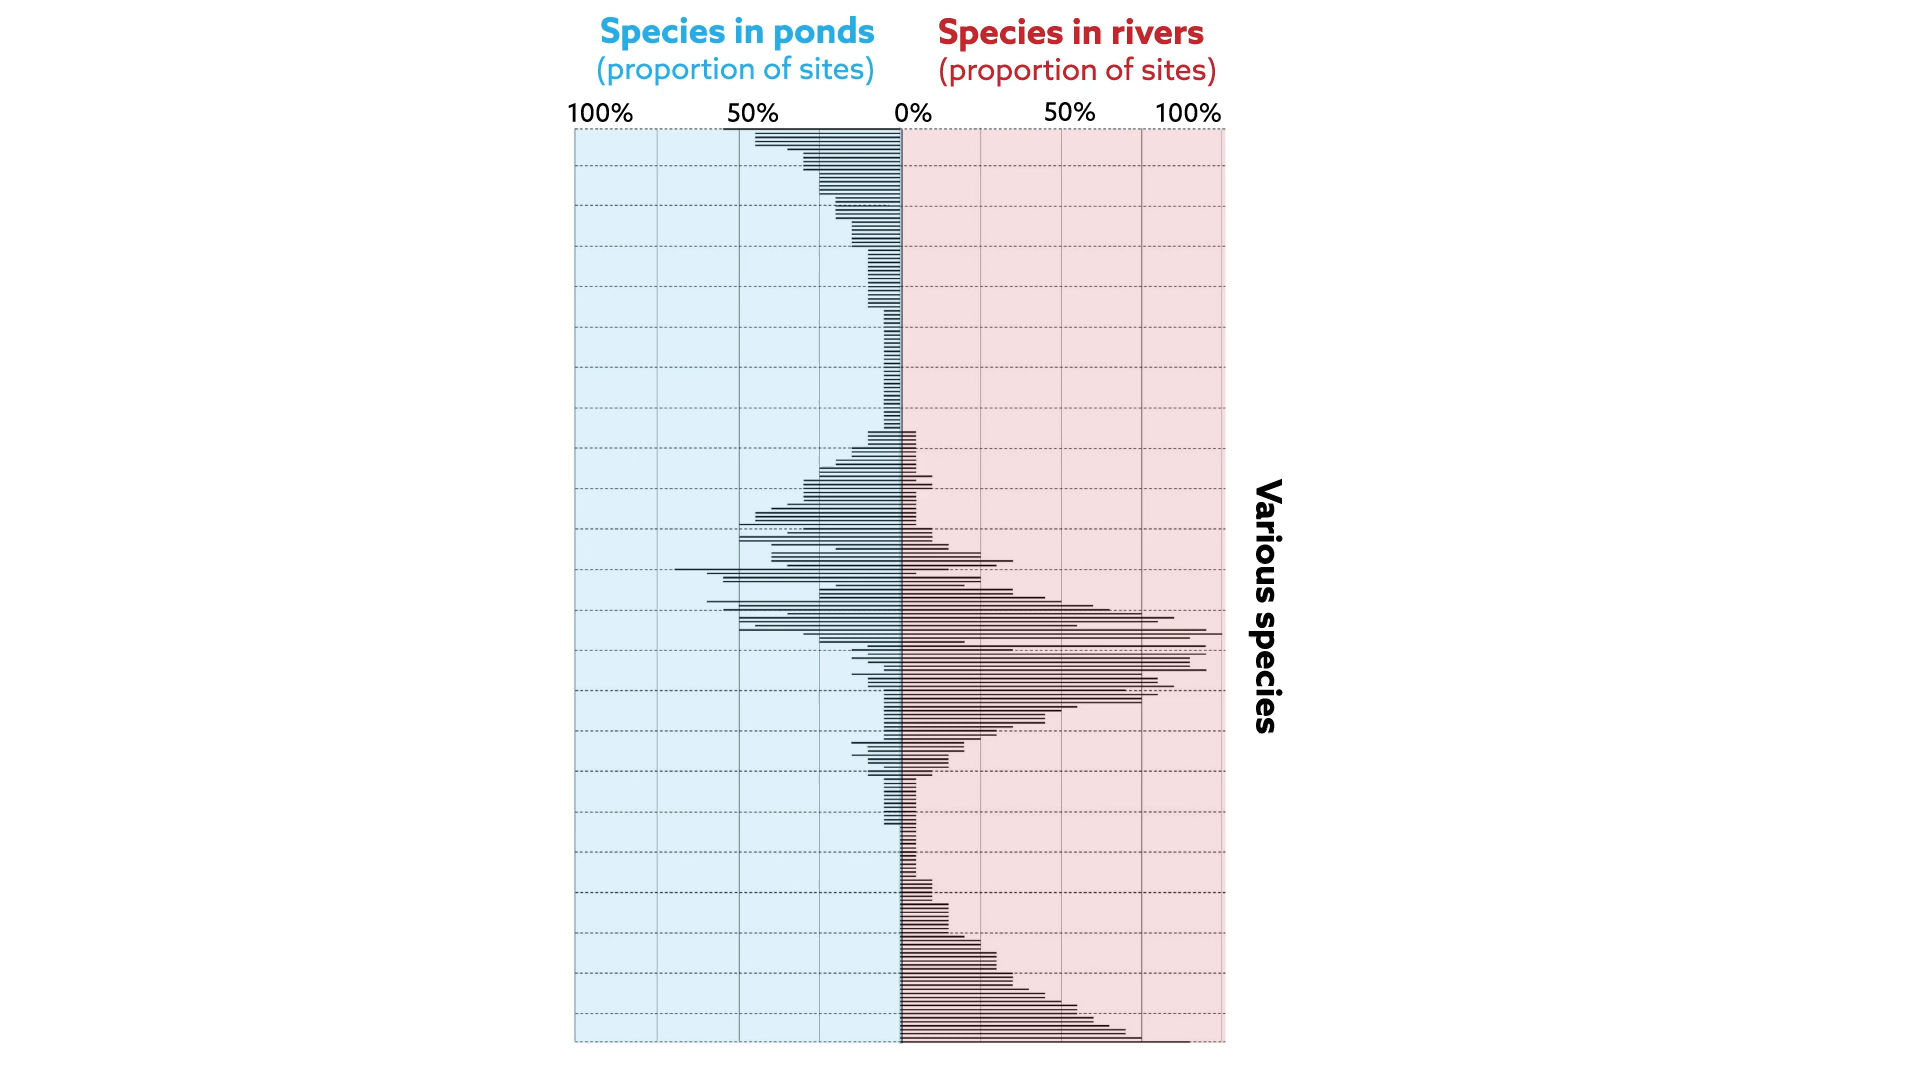 Species in ponds
(proportion of sites)
Species in rivers
(proportion of sites)
100% 50% 0% 50% 100%
Various species